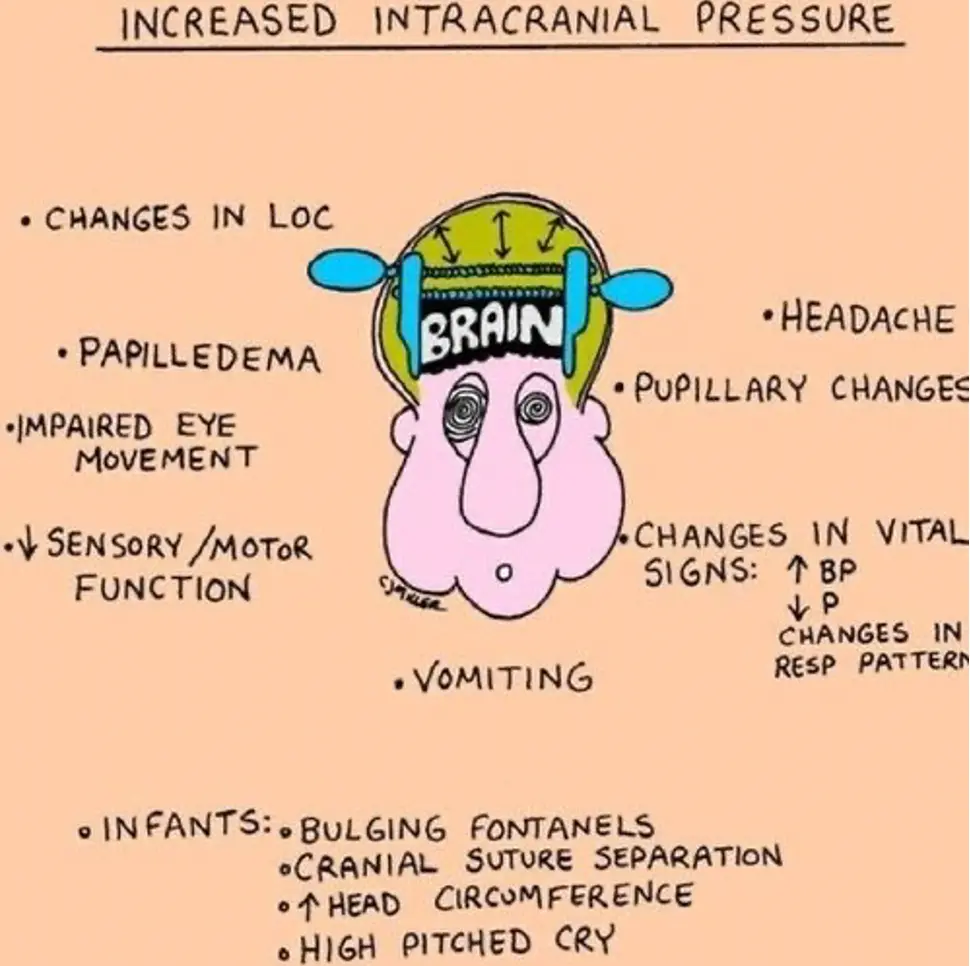 INCREASED INTRACRANIAL PRESSURE
• CHANGES IN LOC
BRAIN
• HEADACHE
• PAPILLEDEMA
• PUPILLARY CHANGES
• IMPAIRED EYE
MOVEMENT
• CHANGES IN VITAL
SIGNS: ↑ BP
↓ P
CHANGES IN
RESP PATTERN
• ↓ SENSORY/MOTOR
FUNCTION
• VOMITING
• INFANTS: • BULGING FONTANELS
• CRANIAL SUTURE SEPARATION
• ↑ HEAD CIRCUMFERENCE
• HIGH PITCHED CRY